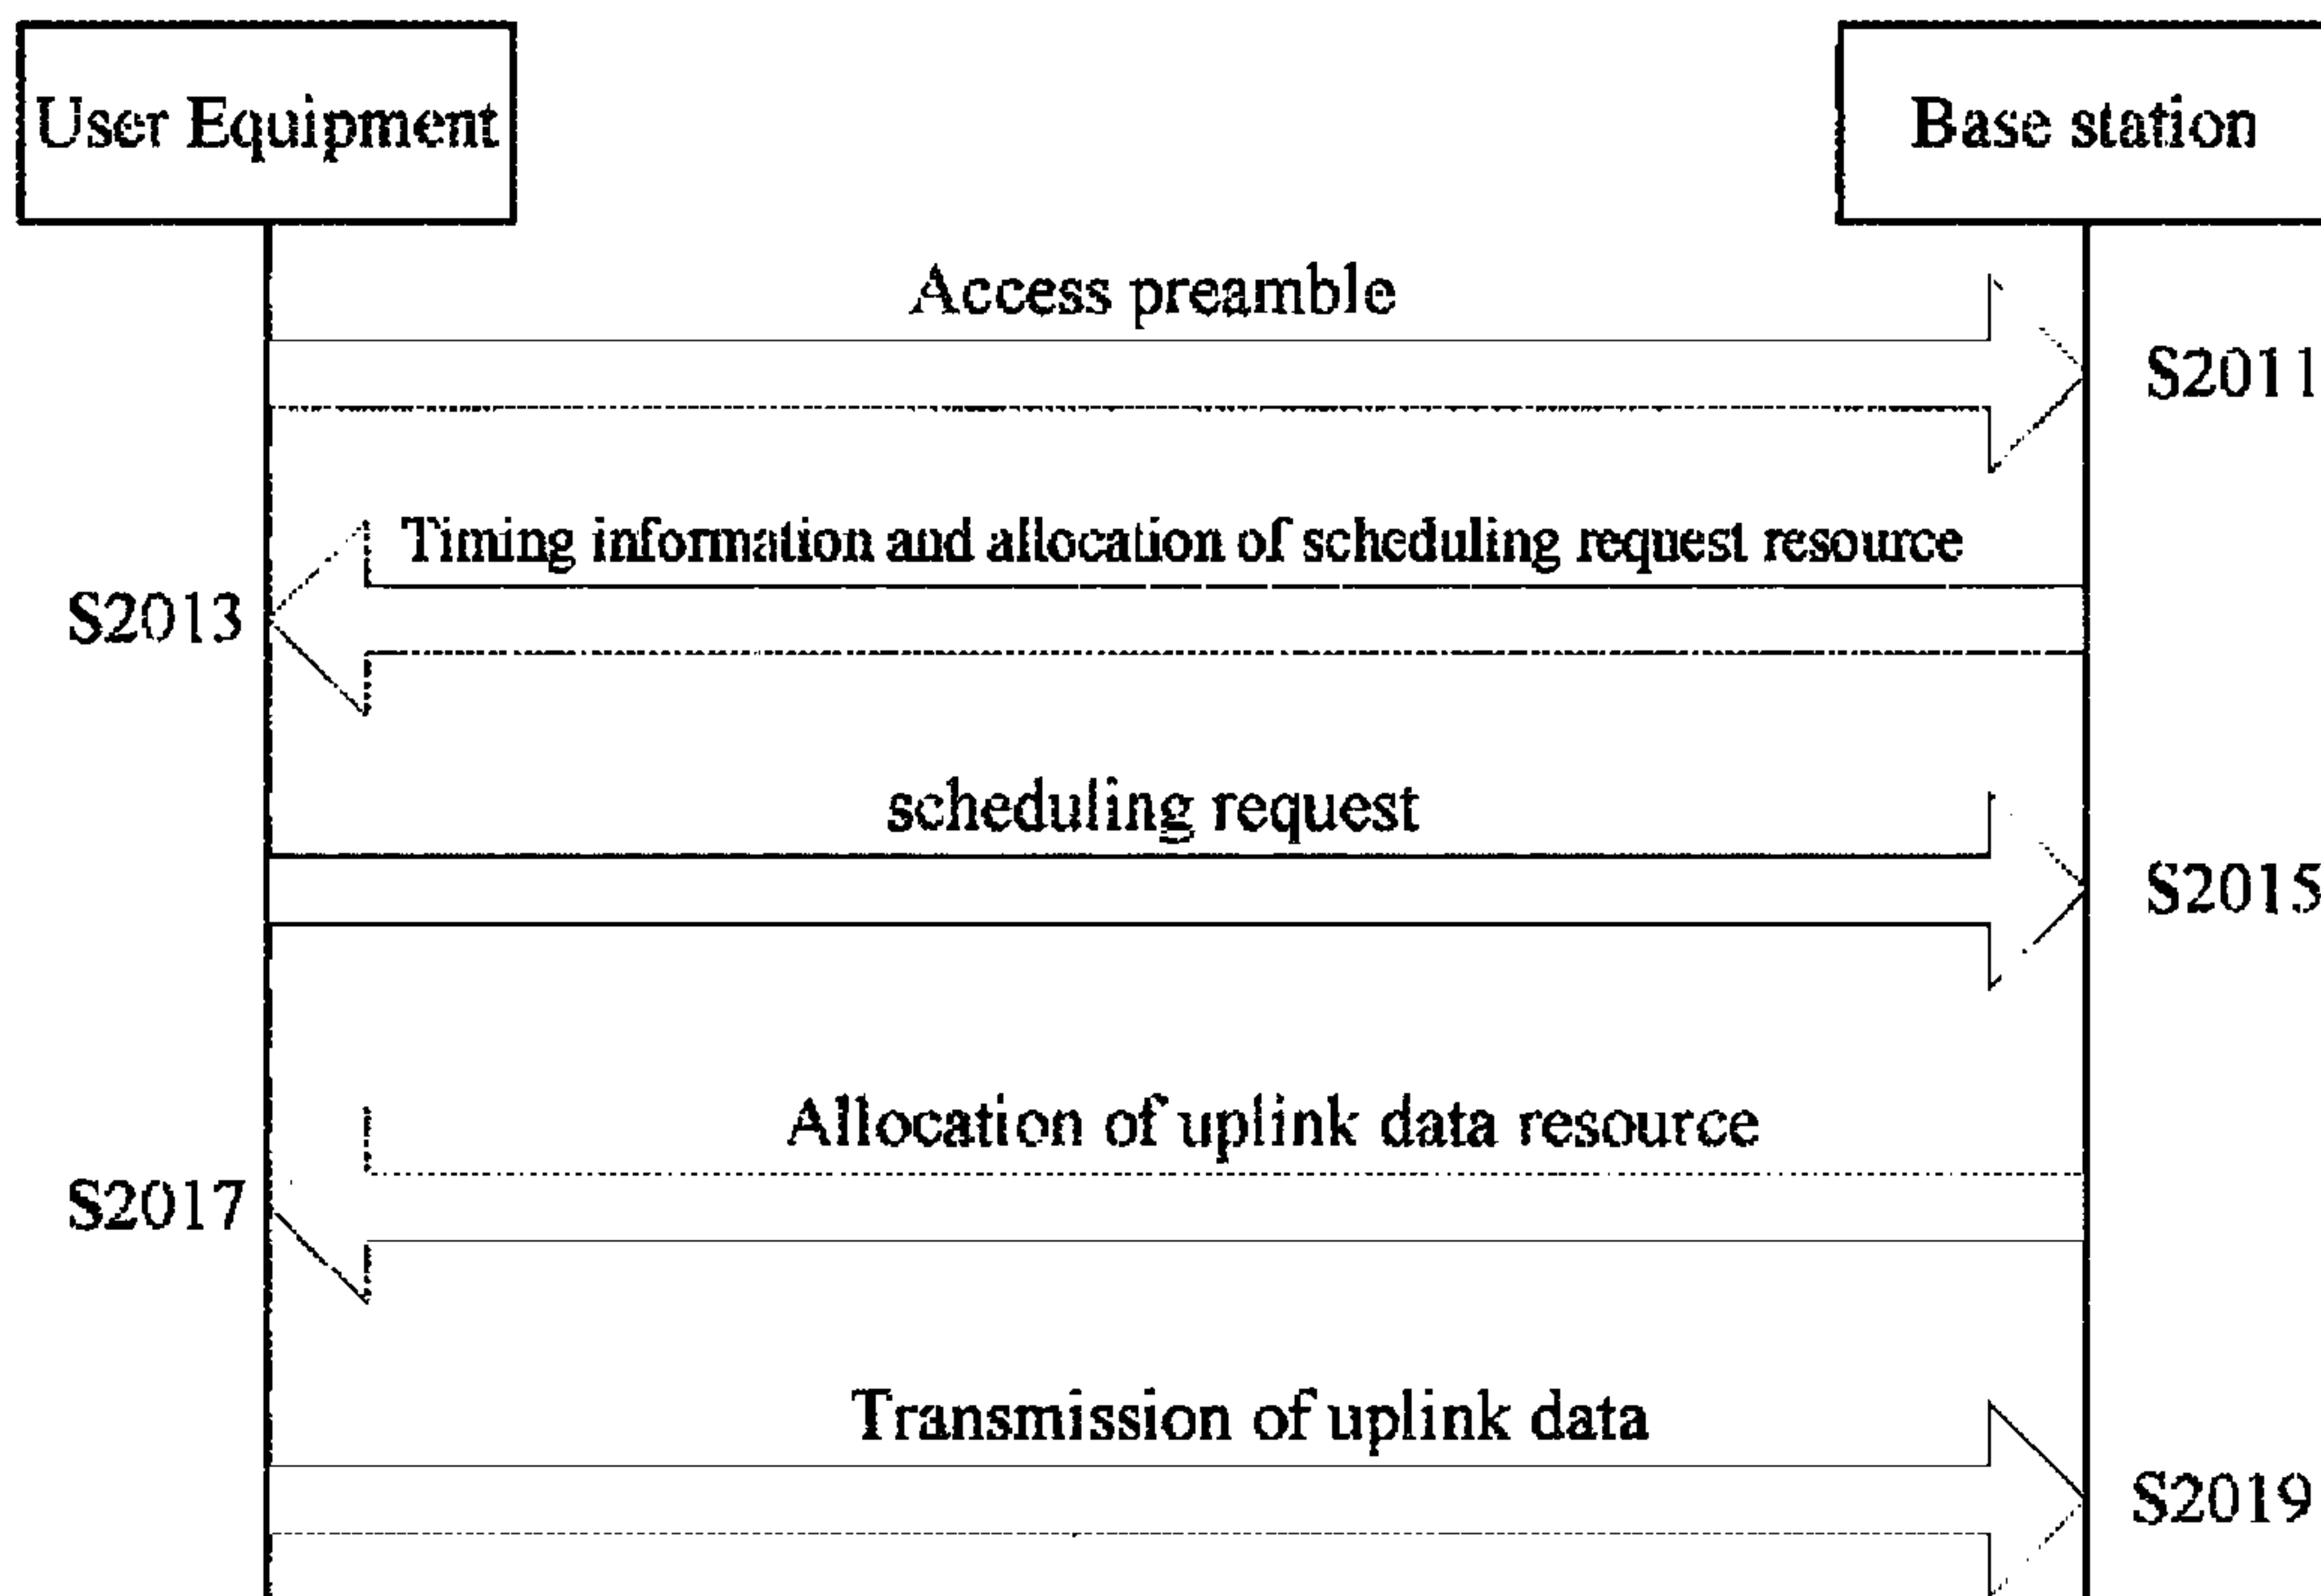 User Equipment
Base station
Access preamble
S2011
Timing information and allocation of scheduling request resource
S2013
scheduling request
S2015
Allocation of uplink data resource
S2017
Transmission of uplink data
S2019